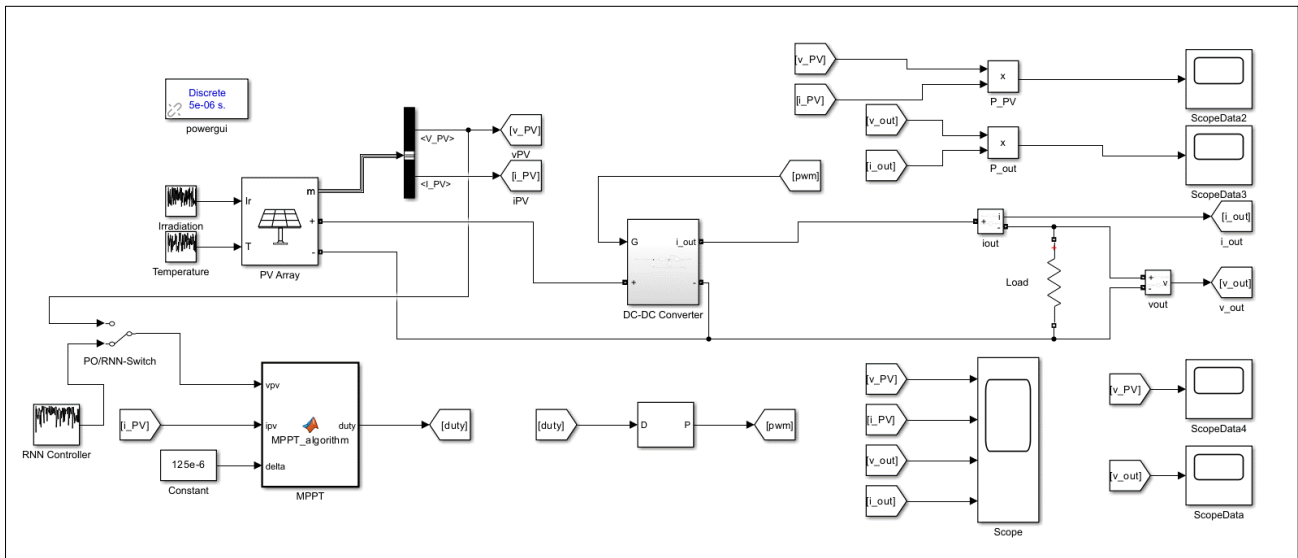 Discrete
5e-06 s.
powergui
<V_PV>
<I_PV>
[v_PV]
vPV
[i_PV]
iPV
Irradiation
Temperature
Ir
T
m
+
-
PV Array
[v_PV]
[i_PV]
x
P_PV
ScopeData2
[v_out]
[i_out]
x
P_out
ScopeData3
[pwm]
G
+
i_out
-
DC-DC Converter
+
i
-
iout
[i_out]
i_out
Load
+
+
-
v
vout
[v_out]
v_out
PO/RNN-Switch
RNN Controller
[i_PV]
125e-6
Constant
vpv
ipv
delta
MPPT_algorithm
duty
MPPT
[duty]
[duty]
D
P
[pwm]
[v_PV]
[i_PV]
[v_out]
[i_out]
Scope
[v_PV]
ScopeData4
[v_out]
ScopeData